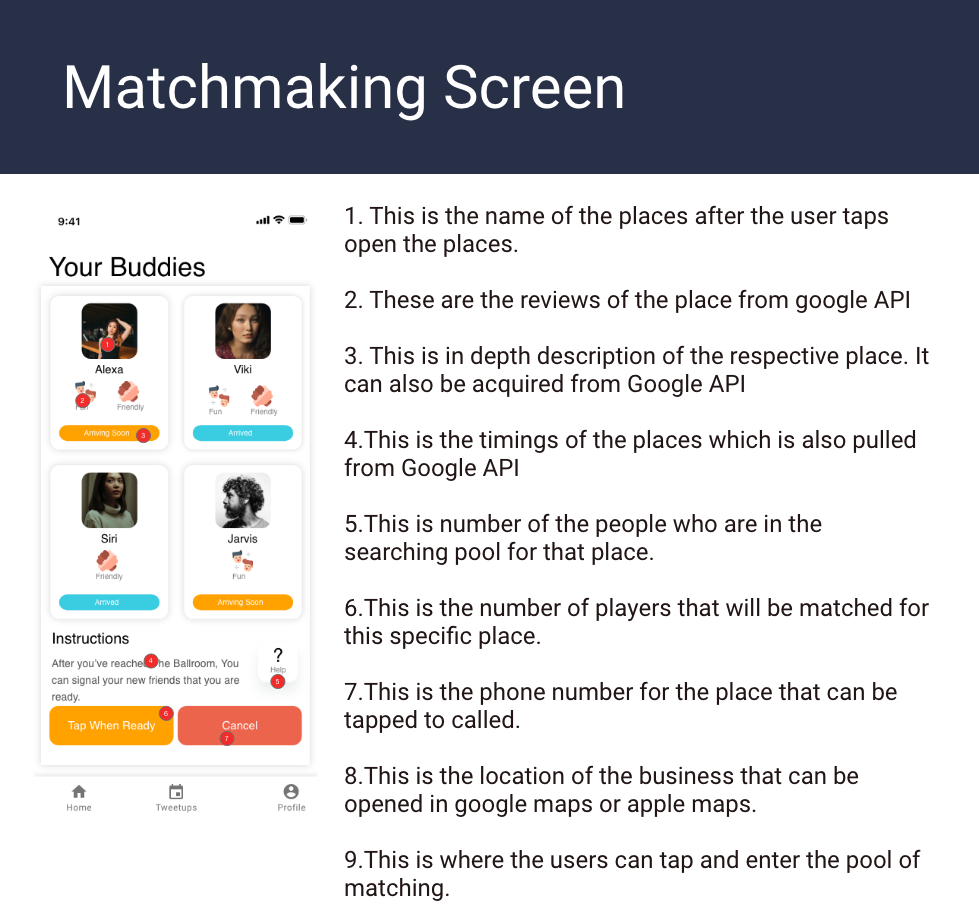 Matchmaking Screen
9:41
Your Buddies
1
Alexa
2
Friendly
Arriving Soon
3
Viki
Fun
Friendly
Arrived
Siri
Friendly
Arrived
Jarvis
Fun
Arriving Soon
Instructions
After you've reached he Ballroom, You
4
can signal your new friends that you are
ready.
?
Help
5
Tap When Ready
6
Cancel
7
Home
Tweetups
Profile
1. This is the name of the places after the user taps
open the places.
2. These are the reviews of the place from google API
3. This is in depth description of the respective place. It
can also be acquired from Google API
4.This is the timings of the places which is also pulled
from Google API
5.This is number of the people who are in the
searching pool for that place.
6.This is the number of players that will be matched for
this specific place.
7.This is the phone number for the place that can be
tapped to called.
8.This is the location of the business that can be
opened in google maps or apple maps.
9.This is where the users can tap and enter the pool of
matching.